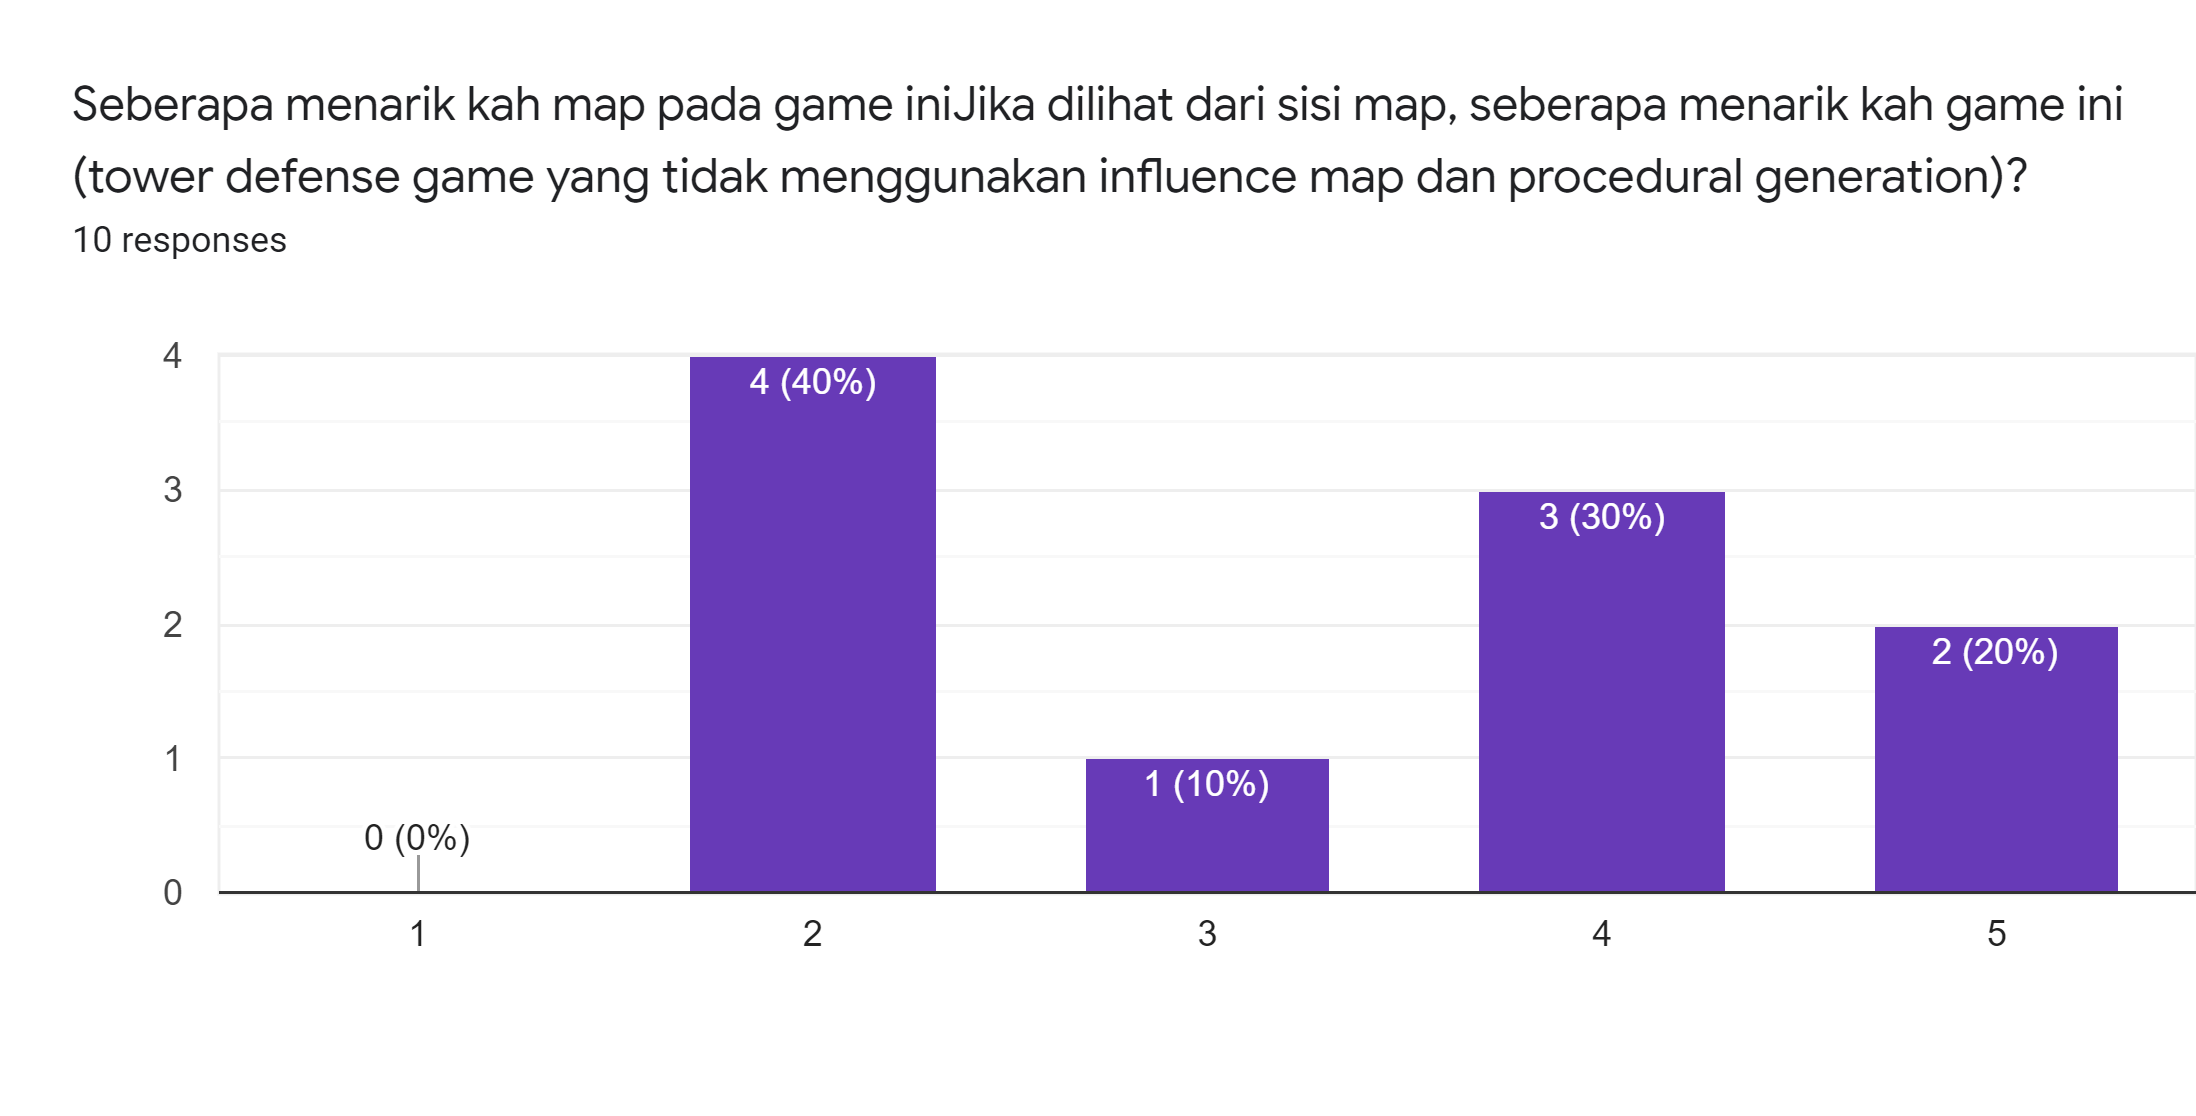 Seberapa menarik kah map pada game iniJika dilihat dari sisi map, seberapa menarik kah game ini
(tower defense game yang tidak menggunakan influence map dan procedural generation)?
10 responses
4
4 (40%)
3
3 (30%)
2
2 (20%)
1
1 (10%)
0 (0%)
0
1 2 3 4 5